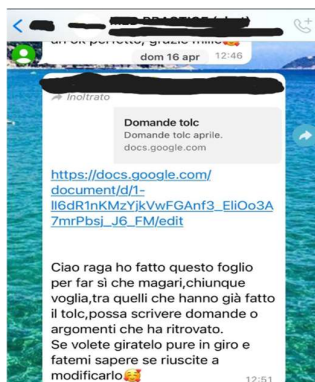 un ok perfetto, grazie mille🥰
dom 16 apr 12:46
Inoltrato
Domande tolc
Domande tolc aprile.
docs.google.com
https://docs.google.com/
document/d/1-
lI6dR1nKMzYjkVwFGAnf3_EliOo3A
7mrPbsj_J6_FM/edit
Ciao raga ho fatto questo foglio
per far sì che magari,chiunque
voglia,tra quelli che hanno già fatto
il tolc,possa scrivere domande o
argomenti che ha ritrovato.
Se volete giratelo pure in giro e
fatemi sapere se riuscite a
modificarlo🥰
12:51